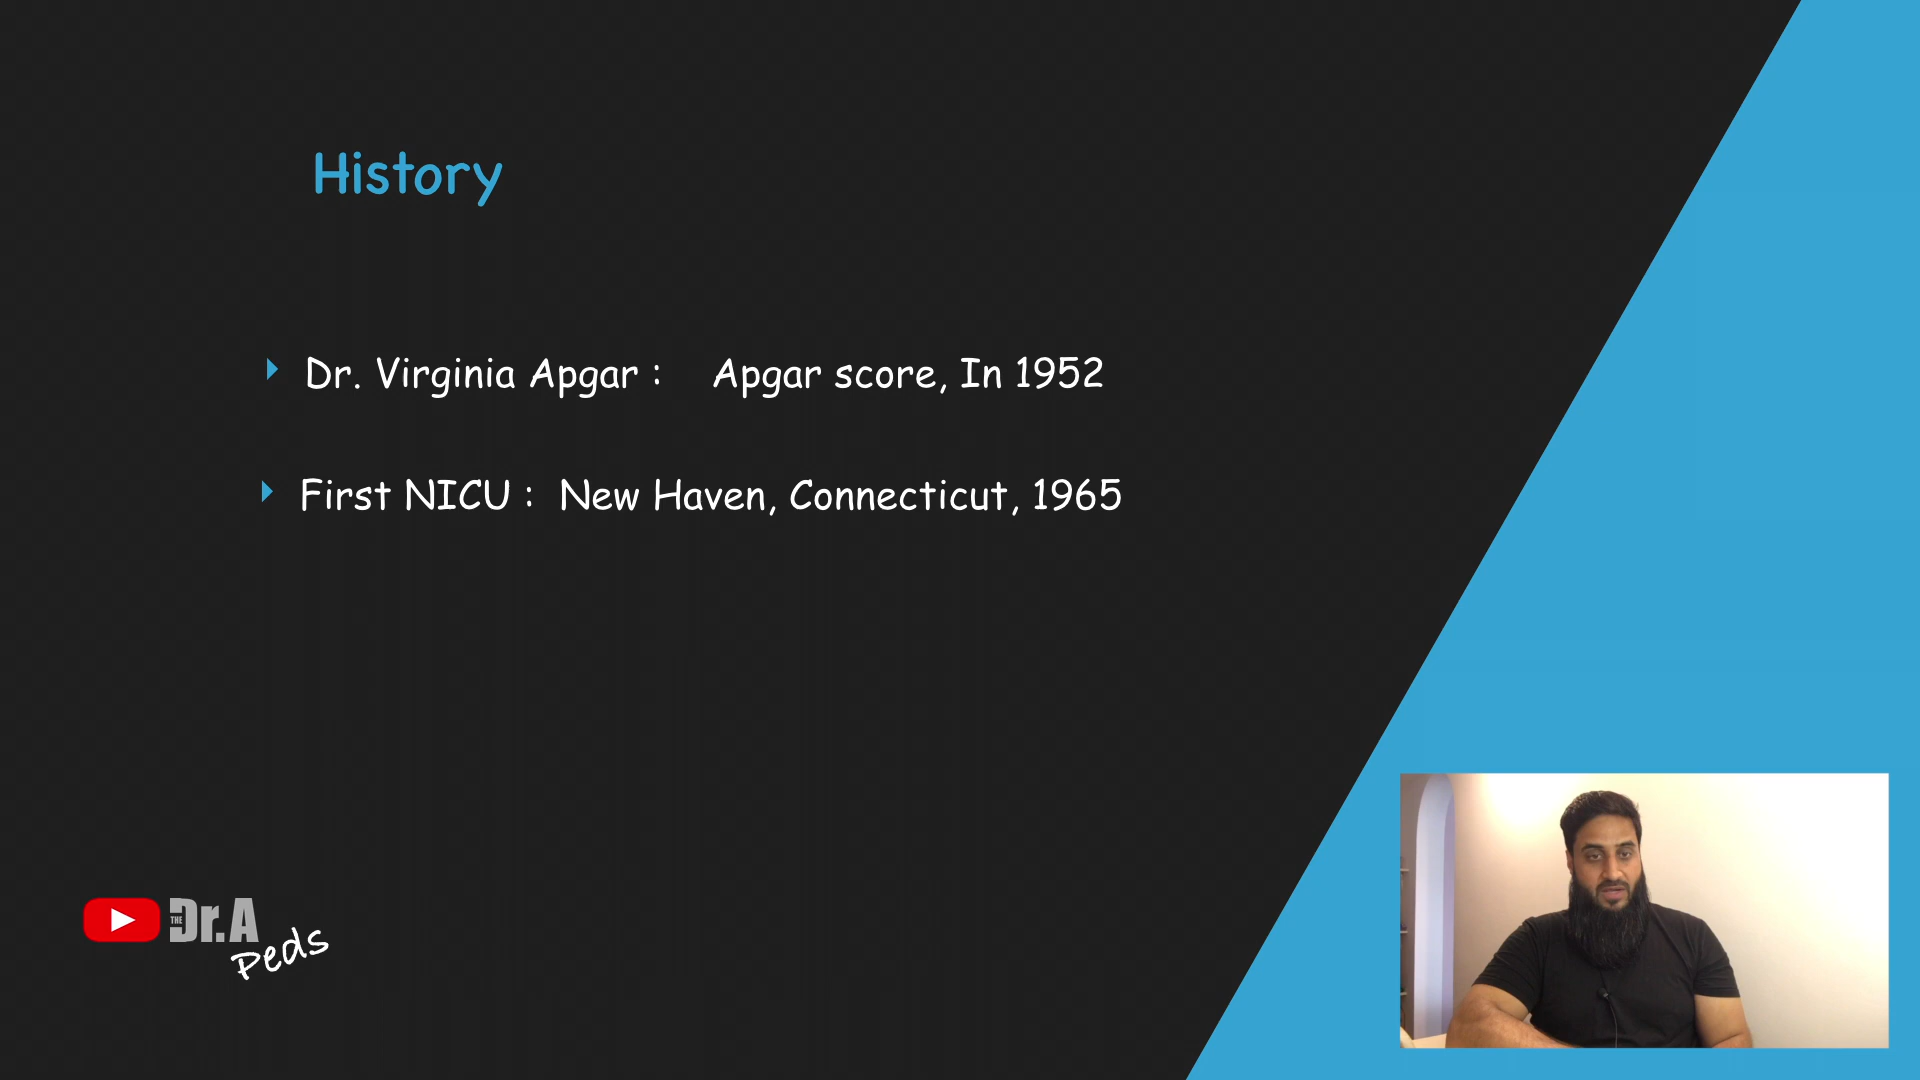 History
Dr. Virginia Apgar : Apgar score, In 1952
First NICU : New Haven, Connecticut, 1965
THE Dr.A
Peds